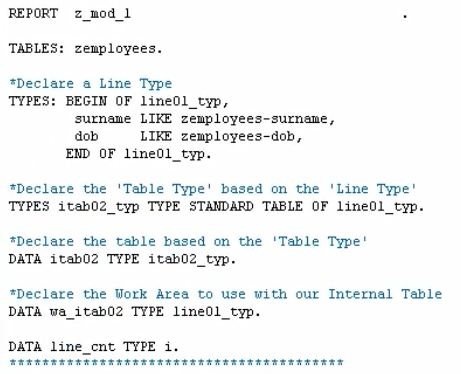 REPORT  z_mod_1                                  .
TABLES: zemployees.
*Declare a Line Type
TYPES: BEGIN OF line01_typ,
         surname LIKE zemployees-surname,
         dob     LIKE zemployees-dob,
        END OF line01_typ.
*Declare the 'Table Type' based on the 'Line Type'
TYPES itab02_typ TYPE STANDARD TABLE OF line01_typ.
*Declare the table based on the 'Table Type'
DATA itab02 TYPE itab02_typ.
*Declare the Work Area to use with our Internal Table
DATA wa_itab02 TYPE line01_typ.
DATA line_cnt TYPE i.
*****************************************